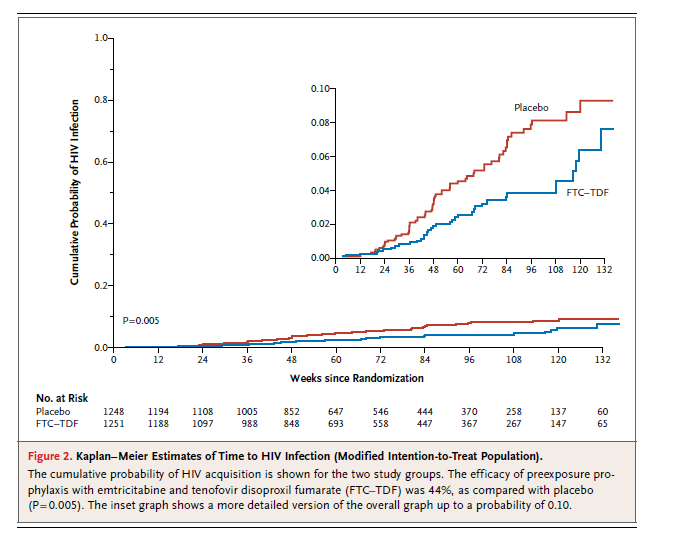 1.0
0.8
0.6
0.4
0.2
0.0
Cumulative Probability of HIV Infection
P=0.005
0 12 24 36 48 60 72 84 96 108 120 132
Weeks since Randomization
0.10
0.08
0.06
0.04
0.02
0.00
Placebo
FTC–TDF
0 12 24 36 48 60 72 84 96 108 120 132
No. at Risk
Placebo 1248 1194 1108 1005 852 647 546 444 370 258 137 60
FTC–TDF 1251 1188 1097 988 848 693 558 447 367 267 147 65
Figure 2. Kaplan–Meier Estimates of Time to HIV Infection (Modified Intention-to-Treat Population).
The cumulative probability of HIV acquisition is shown for the two study groups. The efficacy of preexposure pro-
phylaxis with emtricitabine and tenofovir disoproxil fumarate (FTC–TDF) was 44%, as compared with placebo
(P=0.005). The inset graph shows a more detailed version of the overall graph up to a probability of 0.10.